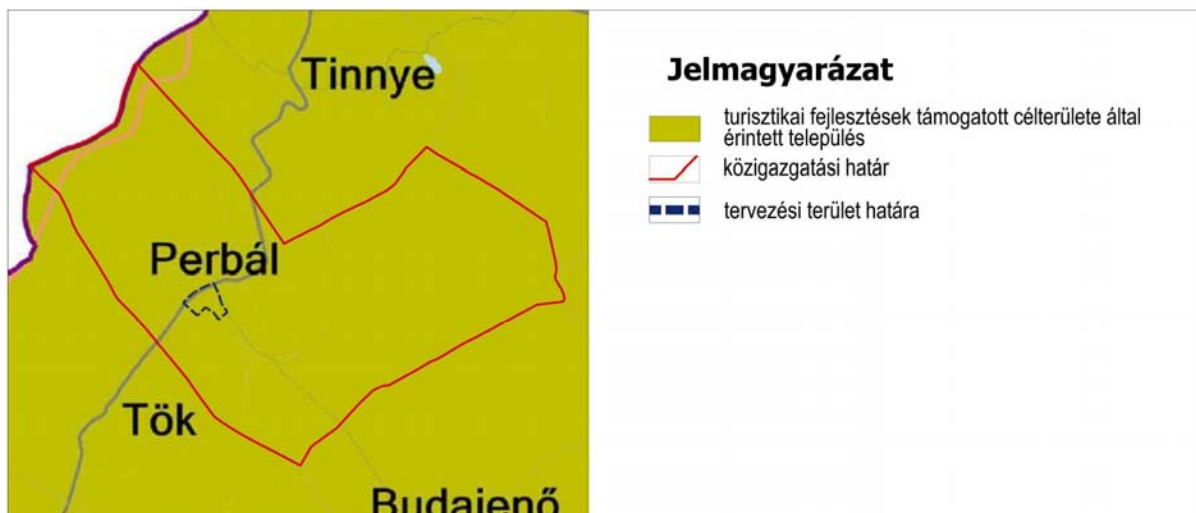 Tinnye
Perbál
Tök
Budajenő
Jelmagyarázat
turisztikai fejlesztések támogatott célterülete által
érintett település
közigazgatási határ
tervezési terület határa